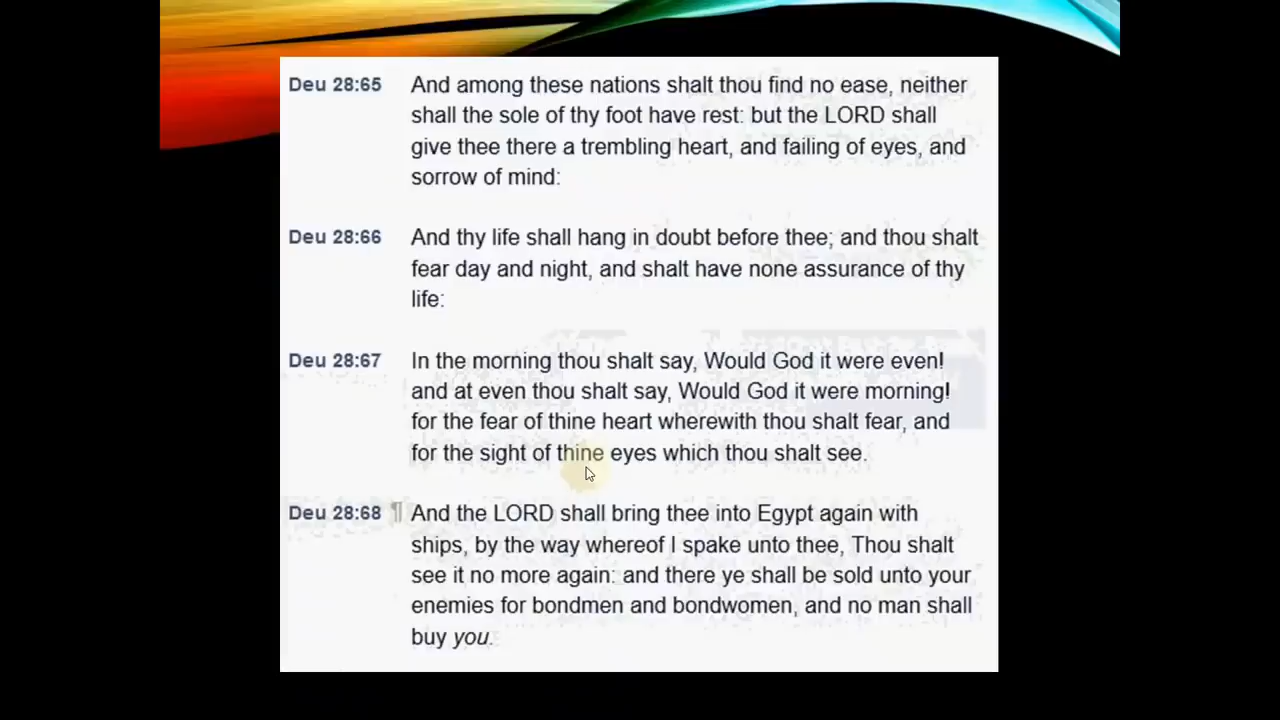 Deu 28:65 And among these nations shalt thou find no ease, neither
shall the sole of thy foot have rest: but the LORD shall
give thee there a trembling heart, and failing of eyes, and
sorrow of mind:
Deu 28:66 And thy life shall hang in doubt before thee; and thou shalt
fear day and night, and shalt have none assurance of thy
life:
Deu 28:67 In the morning thou shalt say, Would God it were even!
and at even thou shalt say, Would God it were morning!
for the fear of thine heart wherewith thou shalt fear, and
for the sight of thine eyes which thou shalt see.
Deu 28:68 ¶ And the LORD shall bring thee into Egypt again with
ships, by the way whereof I spake unto thee, Thou shalt
see it no more again: and there ye shall be sold unto your
enemies for bondmen and bondwomen, and no man shall
buy you.